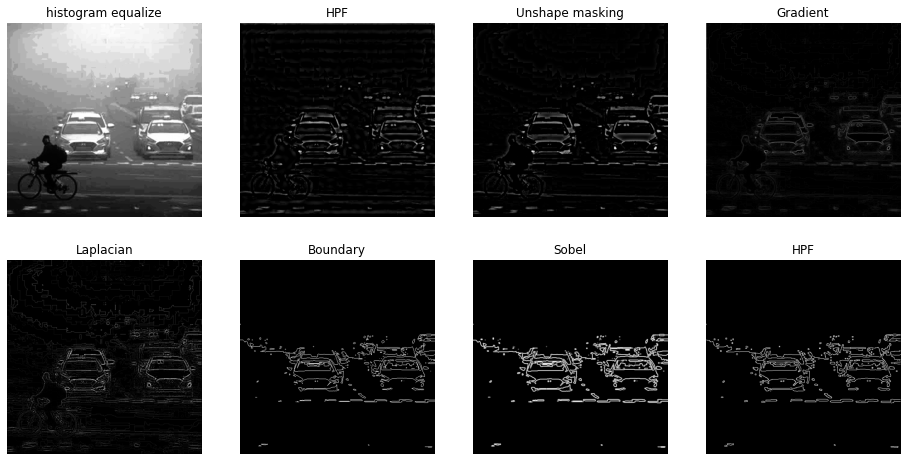 histogram equalize
HPF
Unshape masking
Gradient
Laplacian
Boundary
Sobel
HPF